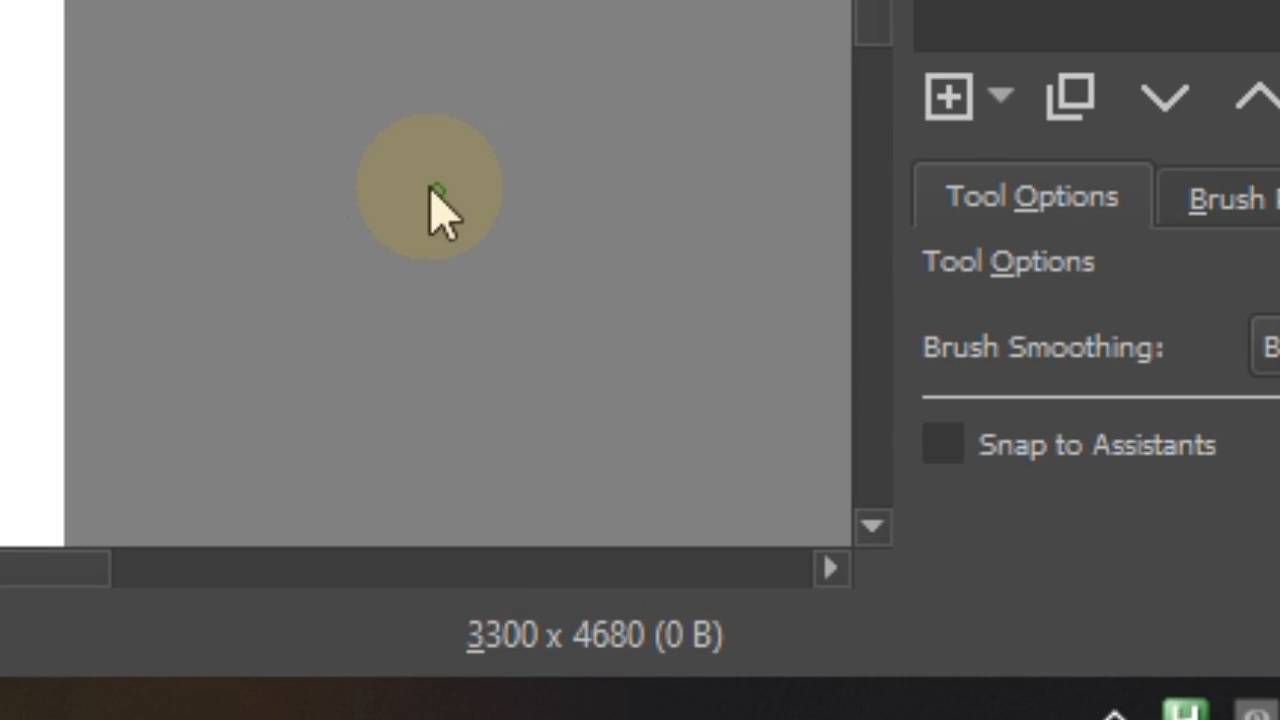 Tool Options
Brush
Tool Options
Brush Smoothing:
B
Snap to Assistants
3300 x 4680 (0 B)